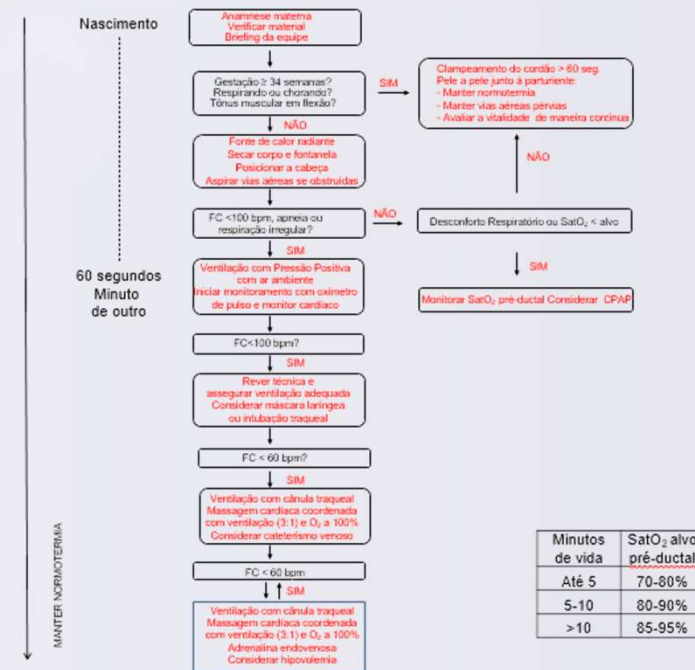 Nascimento
Anamnese materna
Verificar material
Briefing da equipe
Gestação ≥ 34 semanas?
Respirando ou chorando?
Tônus muscular em flexão?
SIM
Clampeamento do cordão > 60 seg.
Pele a pele junto à parturiente:
- Manter normotermia
- Manter vias aéreas pérvias
- Avaliar a vitalidade de maneira contínua
NÃO
Fonte de calor radiante
Secar corpo e fontanela
Posicionar a cabeça
Aspirar vias aéreas se obstruídas
NÃO
FC <100 bpm, apneia ou
respiração irregular?
NÃO
Desconforto Respiratório ou SatO₂ < alvo
SIM
SIM
60 segundos
Minuto
de outro
Ventilação com Pressão Positiva
com ar ambiente
Iniciar monitoramento com oxímetro
de pulso e monitor cardíaco
Monitorar SatO₂ pré-ductal Considerar CPAP
FC<100 bpm?
SIM
Rever técnica e
assegurar ventilação adequada
Considerar máscara laríngea
ou intubação traqueal
FC < 60 bpm?
SIM
Ventilação com cânula traqueal
Massagem cardíaca coordenada
com ventilação (3:1) e O₂ a 100%
Considerar cateterismo venoso
FC < 60 bpm
SIM
Ventilação com cânula traqueal
Massagem cardíaca coordenada
com ventilação (3:1) e O₂ a 100%
Adrenalina endovenosa
Considerar hipovolemia
MANTER NORMOTERMIA
Minutos de vida SatO₂ alvo pré-ductal
Até 5 70-80%
5-10 80-90%
>10 85-95%